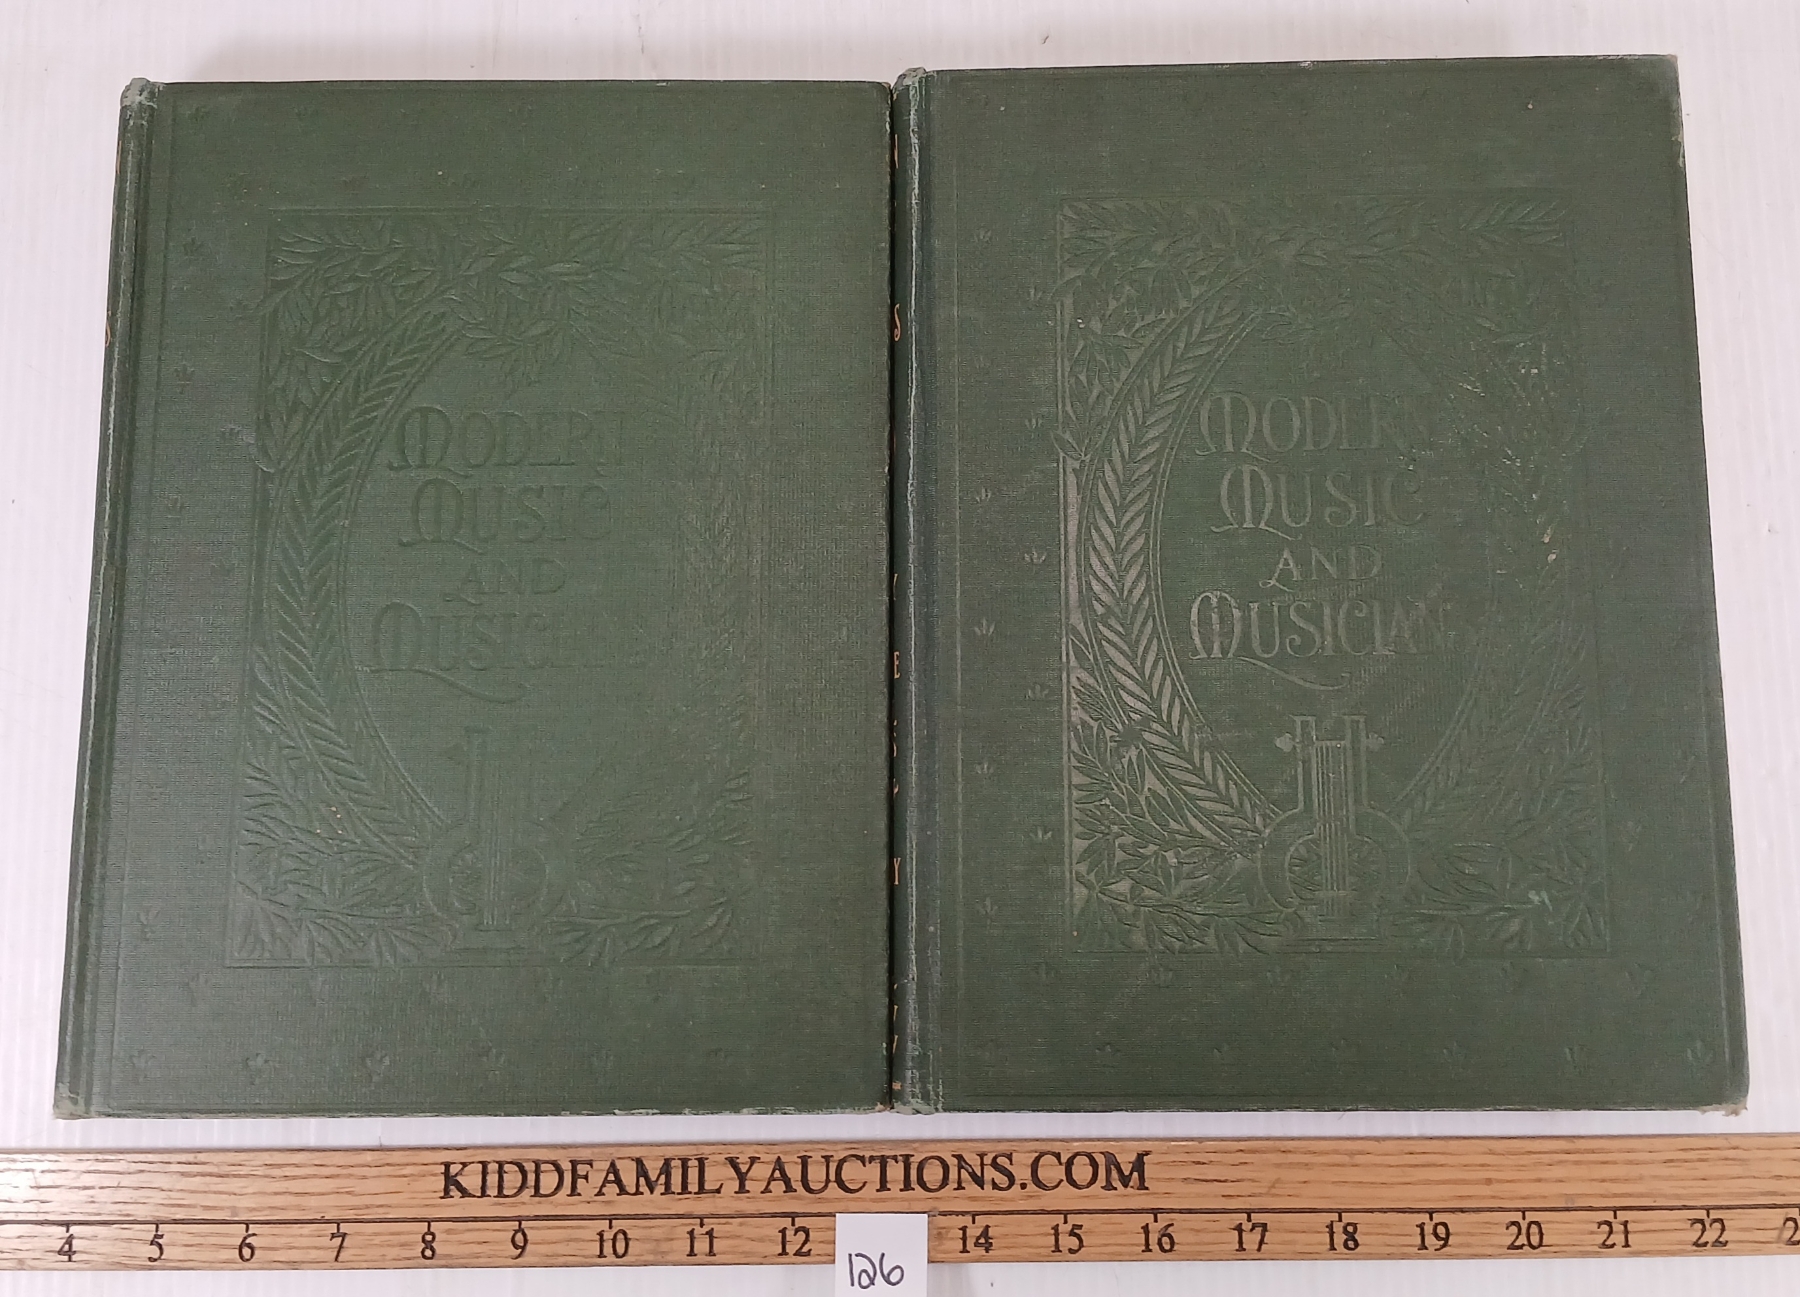 MODERN
MUSIC
AND
MUSICIANS
MODERN
MUSIC
AND
MUSICIANS
KIDDFAMILYAUCTIONS.COM
4 5 6 7 8 9 10 11 12 14 15 16 17 18 19 20 21 22
126